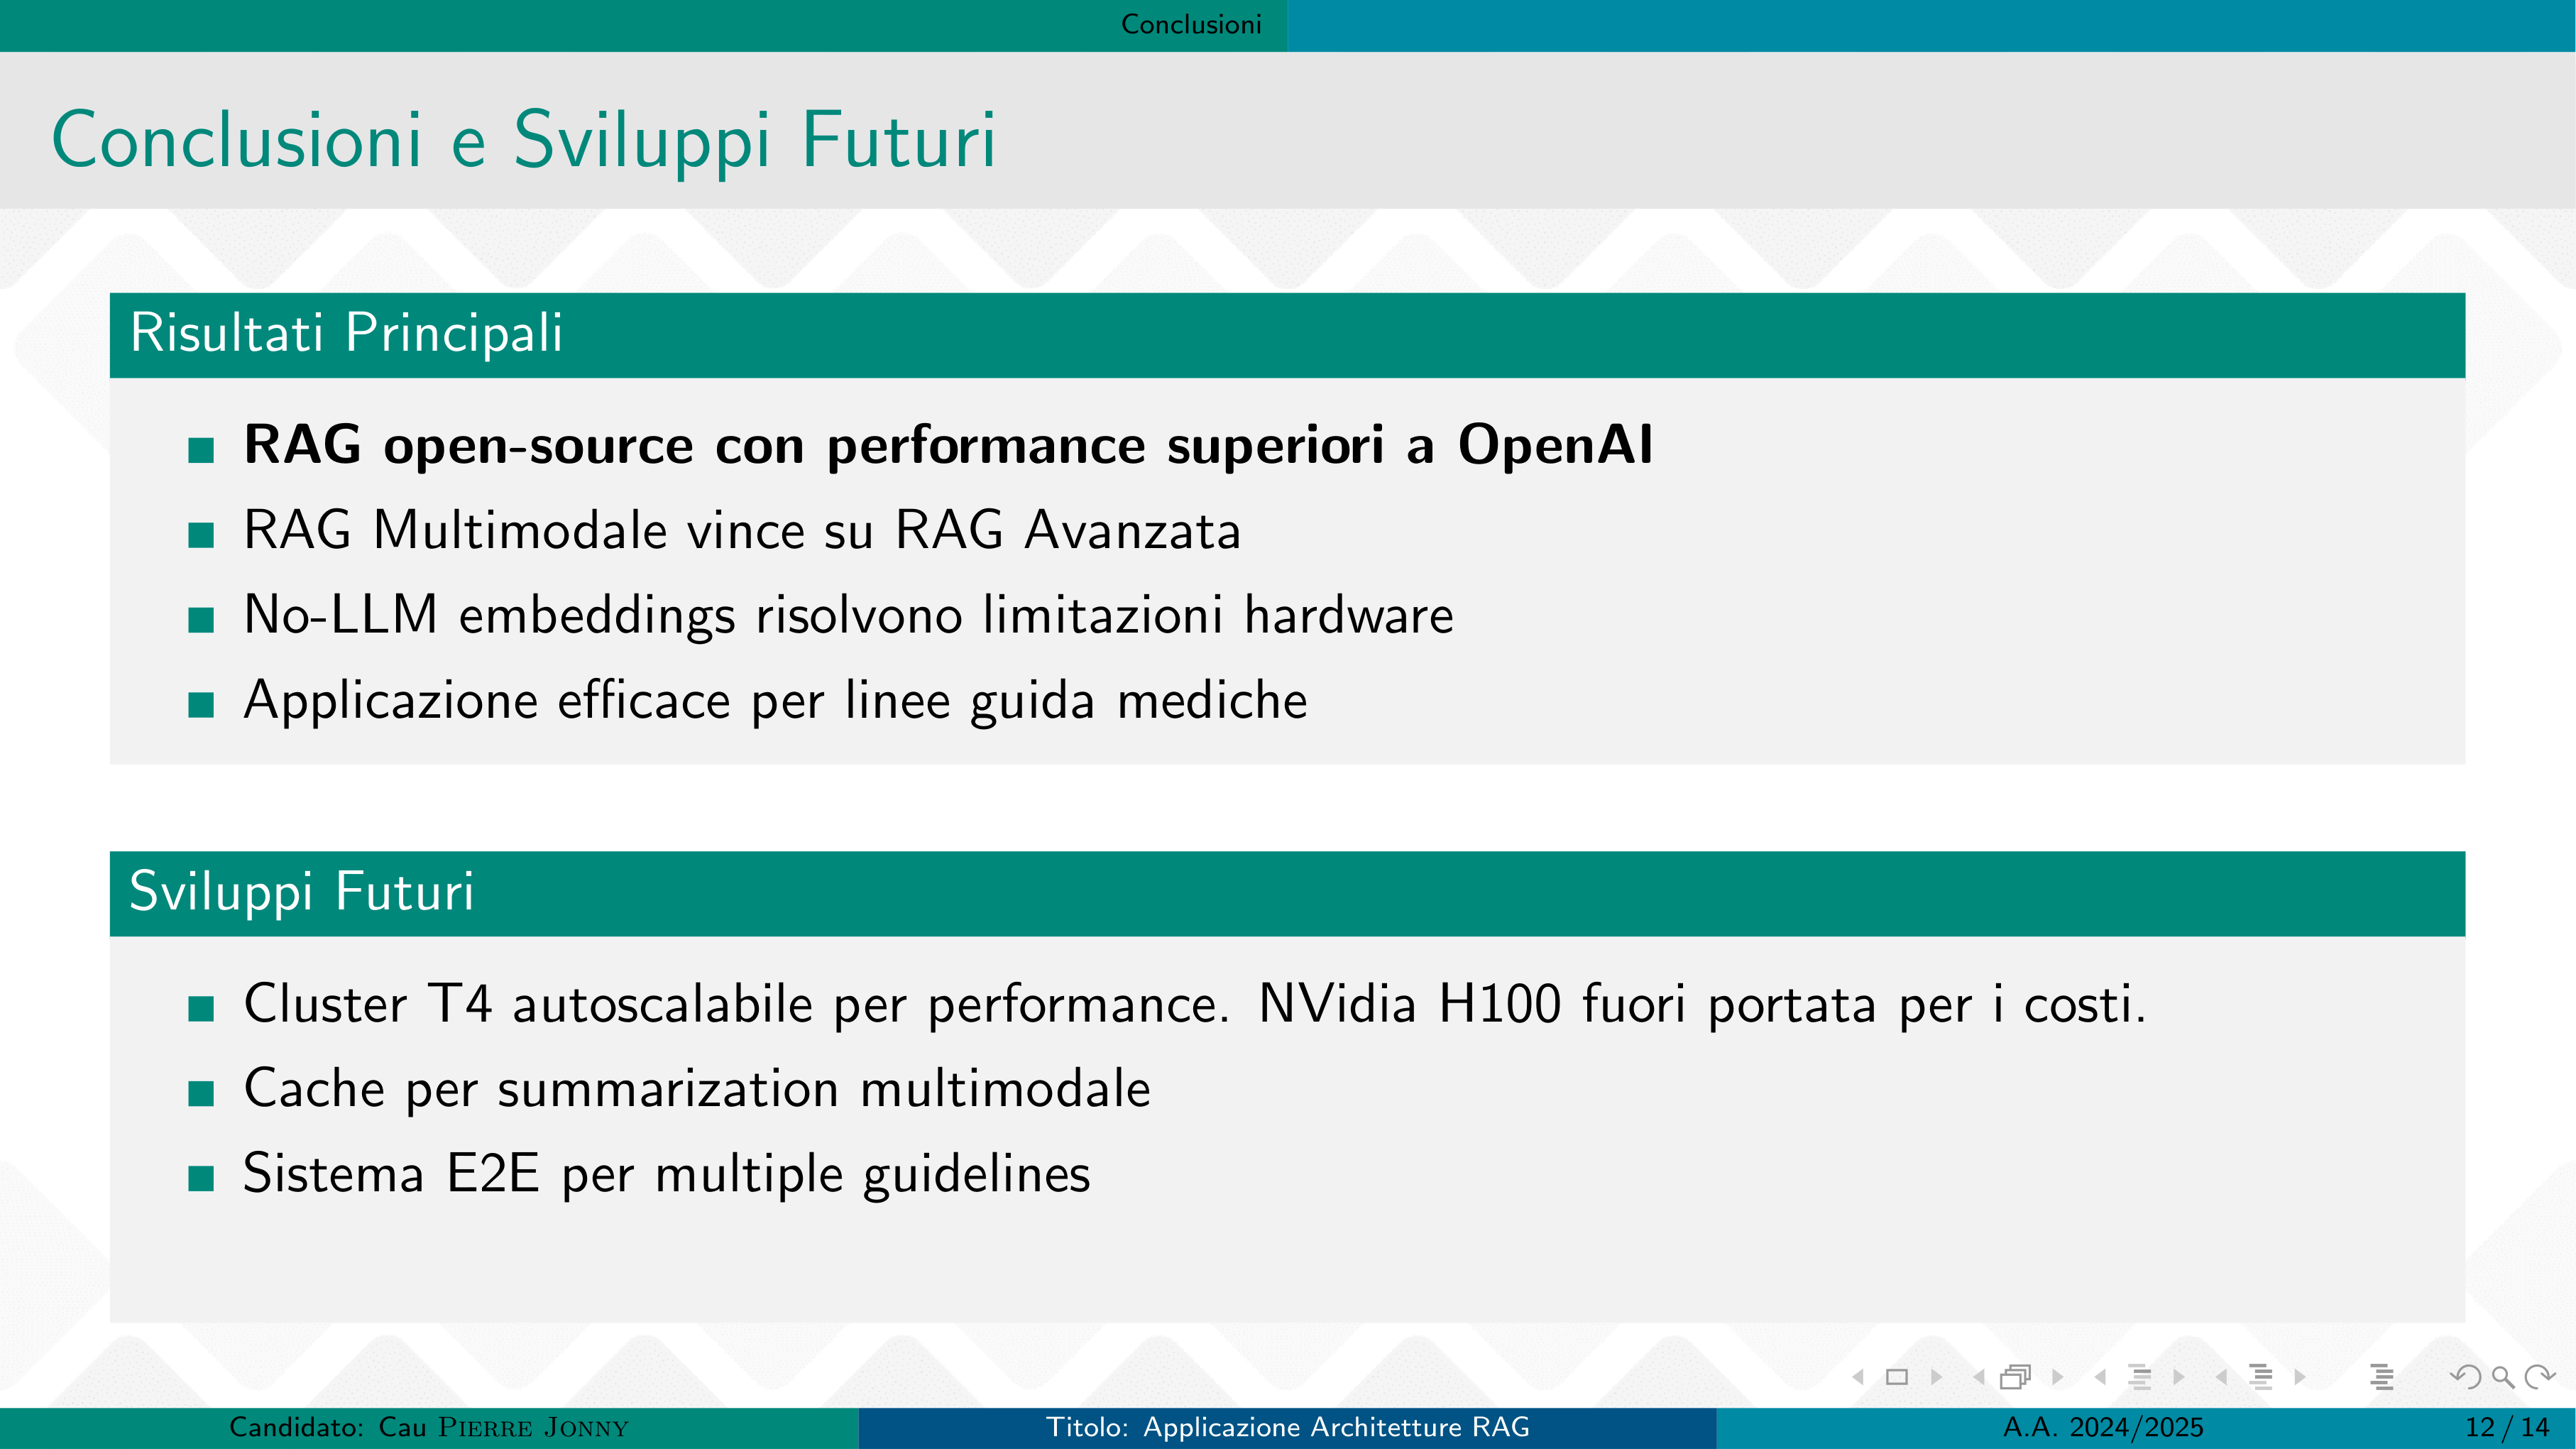 Conclusioni
Conclusioni e Sviluppi Futuri
Risultati Principali
RAG open-source con performance superiori a OpenAI
RAG Multimodale vince su RAG Avanzata
No-LLM embeddings risolvono limitazioni hardware
Applicazione efficace per linee guida mediche
Sviluppi Futuri
Cluster T4 autoscalabile per performance. NVidia H100 fuori portata per i costi.
Cache per summarization multimodale
Sistema E2E per multiple guidelines
Candidato: Cau PIERRE JONNY
Titolo: Applicazione Architetture RAG
A.A. 2024/2025
12 / 14